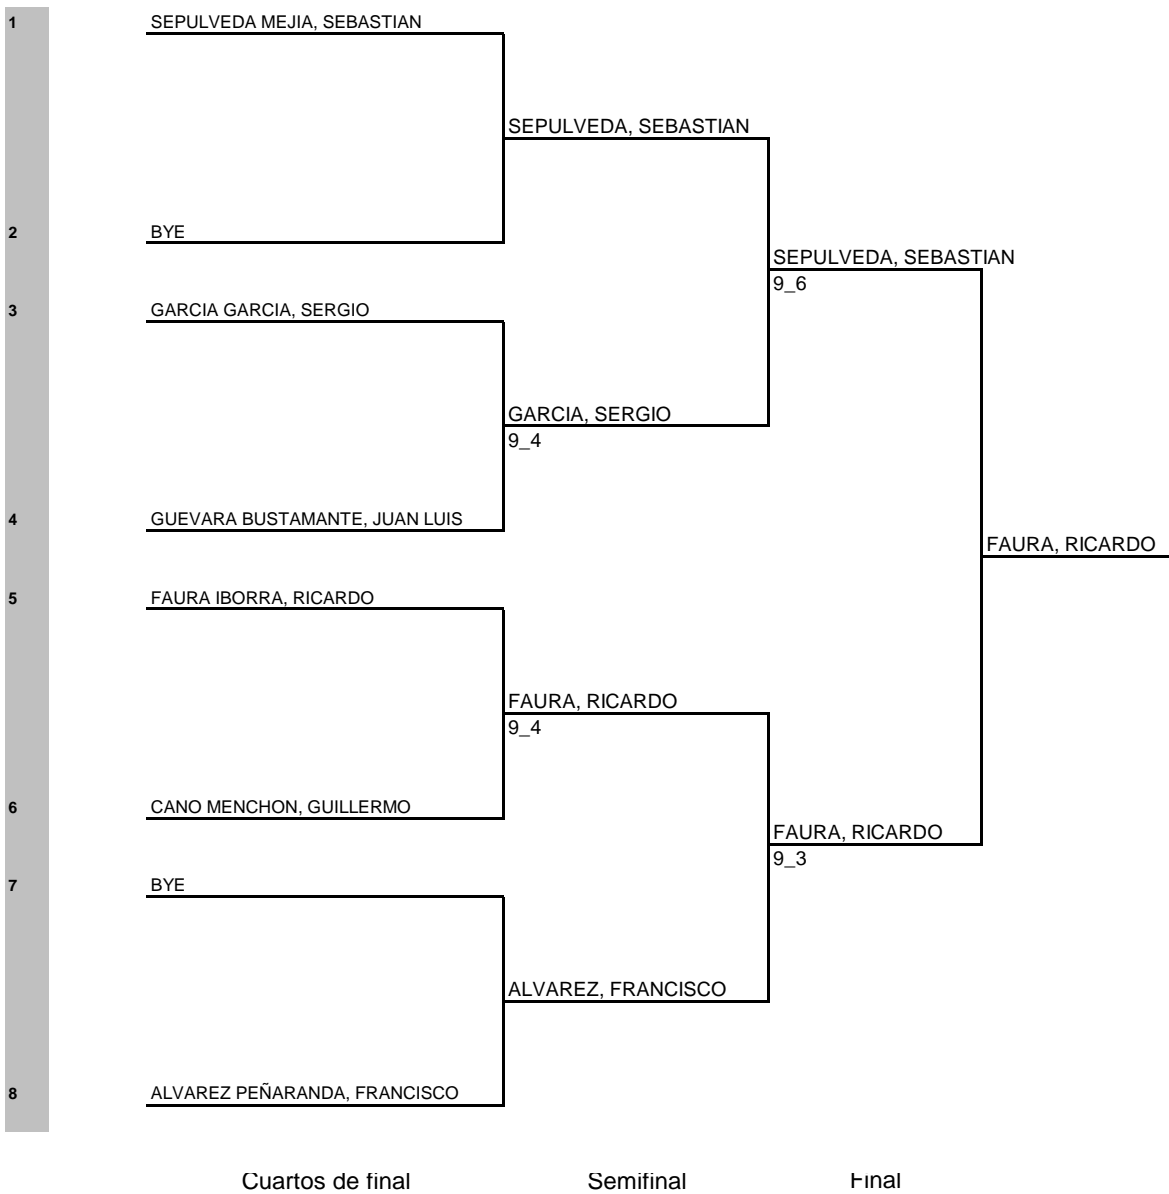 1 SEPULVEDA MEJIA, SEBASTIAN
SEPULVEDA, SEBASTIAN
2 BYE
SEPULVEDA, SEBASTIAN
9_6
3 GARCIA GARCIA, SERGIO
GARCIA, SERGIO
9_4
4 GUEVARA BUSTAMANTE, JUAN LUIS
FAURA, RICARDO
5 FAURA IBORRA, RICARDO
FAURA, RICARDO
9_4
6 CANO MENCHON, GUILLERMO
FAURA, RICARDO
9_3
7 BYE
ALVAREZ, FRANCISCO
8 ALVAREZ PEÑARANDA, FRANCISCO
Cuartos de final Semifinal Final